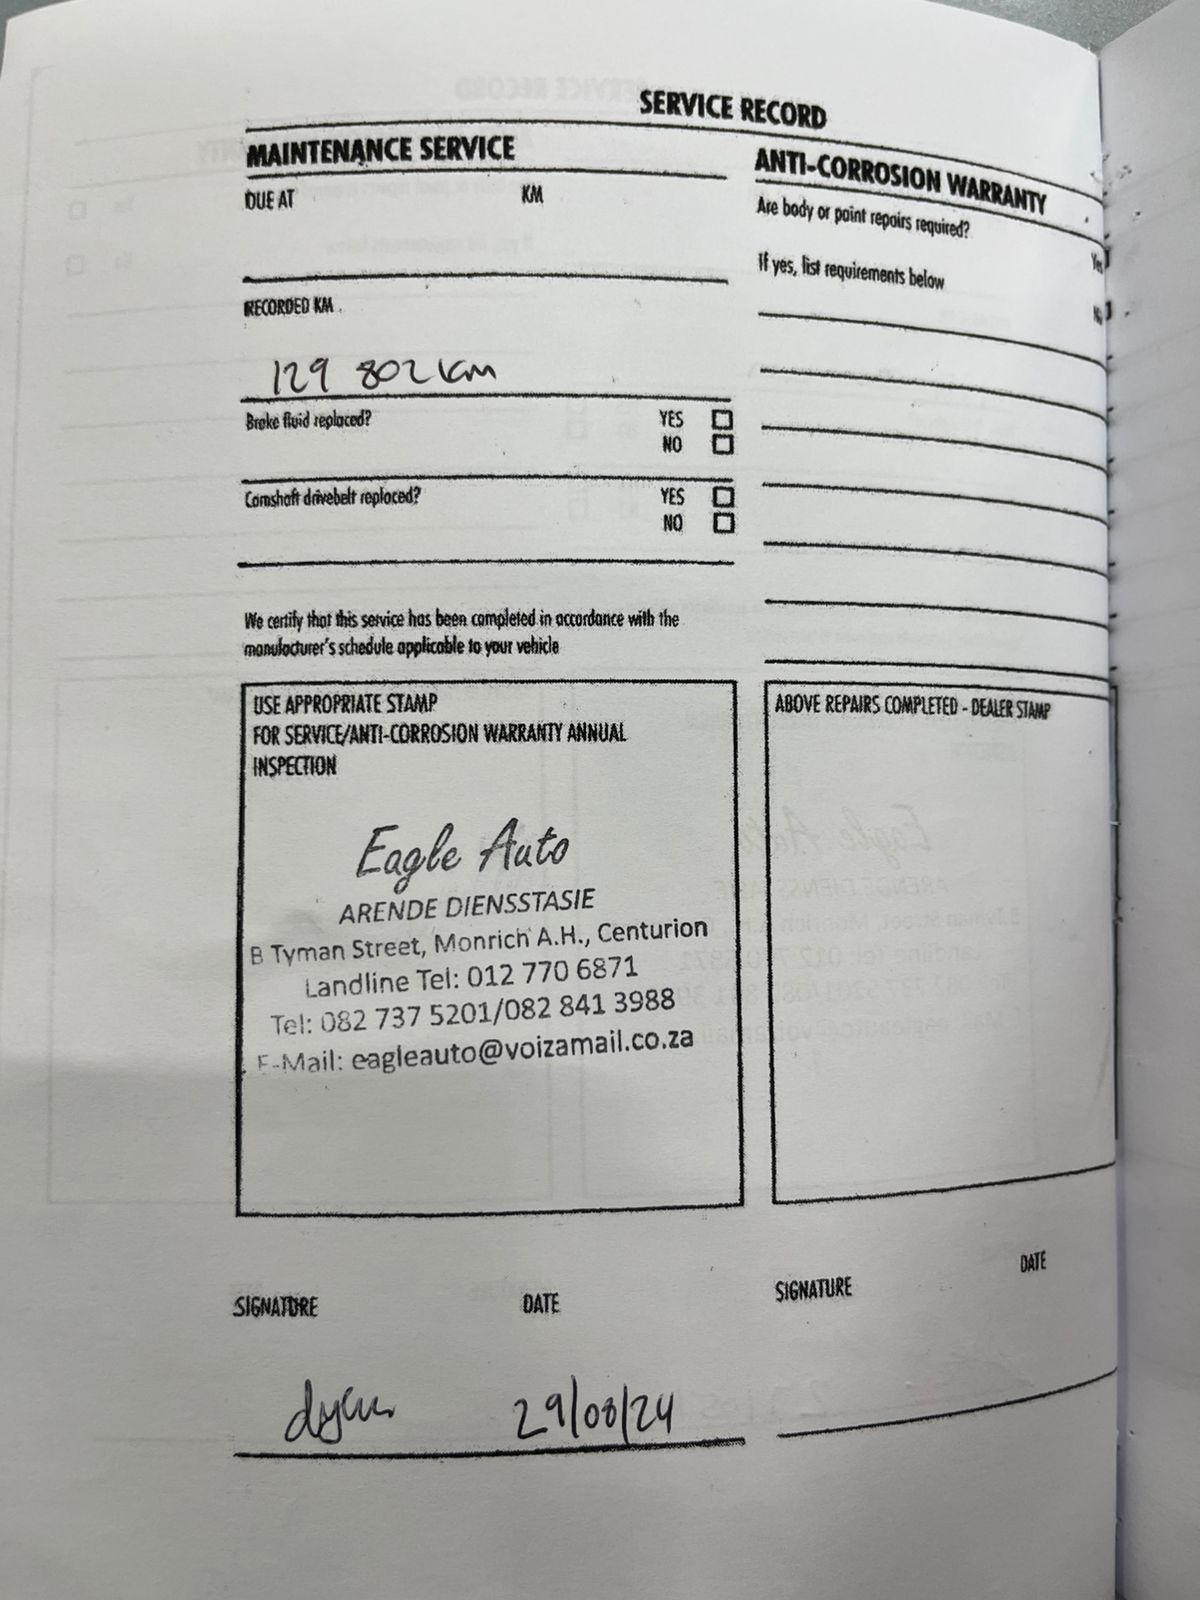 SERVICE RECORD
MAINTENANCE SERVICE
DUE AT KM
RECORDED KM
129 802 km
Brake fluid replaced? YES
NO
Camshaft drivebelt replaced? YES
NO
We certify that this service has been completed in accordance with the
manufacturer's schedule applicable to your vehicle
USE APPROPRIATE STAMP
FOR SERVICE/ANTI-CORROSION WARRANTY ANNUAL
INSPECTION
Eagle Auto
ARENDE DIENSSTASIE
B Tyman Street, Monrich A.H., Centurion
Landline Tel: 012 770 6871
Tel: 082 737 5201/082 841 3988
E-Mail: eagleauto@voizamail.co.za
SIGNATURE DATE
29/08/24
ANTI-CORROSION WARRANTY
Are body or paint repairs required?
Yes
If yes, list requirements below
No
ABOVE REPAIRS COMPLETED - DEALER STAMP
SIGNATURE DATE